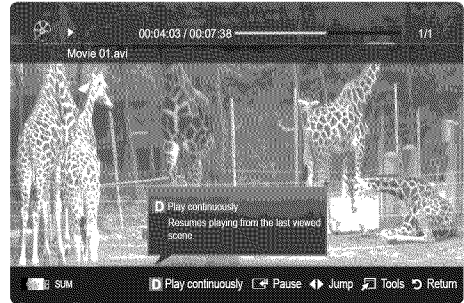 00:04:03 / 00:07:38 1/1
Movie 01.avi
D Play continuously
Resumes playing from the last viewed
scene
SUM D Play continuously Pause Jump Tools Return